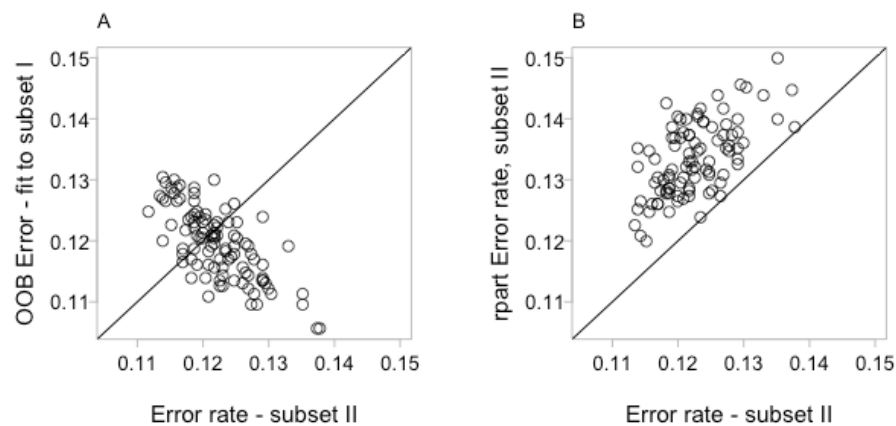 A
OOB Error - fit to subset I
0.15
0.14
0.13
0.12
0.11
0.11 0.12 0.13 0.14 0.15
Error rate - subset II
B
rpart Error rate, subset II
0.15
0.14
0.13
0.12
0.11
0.11 0.12 0.13 0.14 0.15
Error rate - subset II